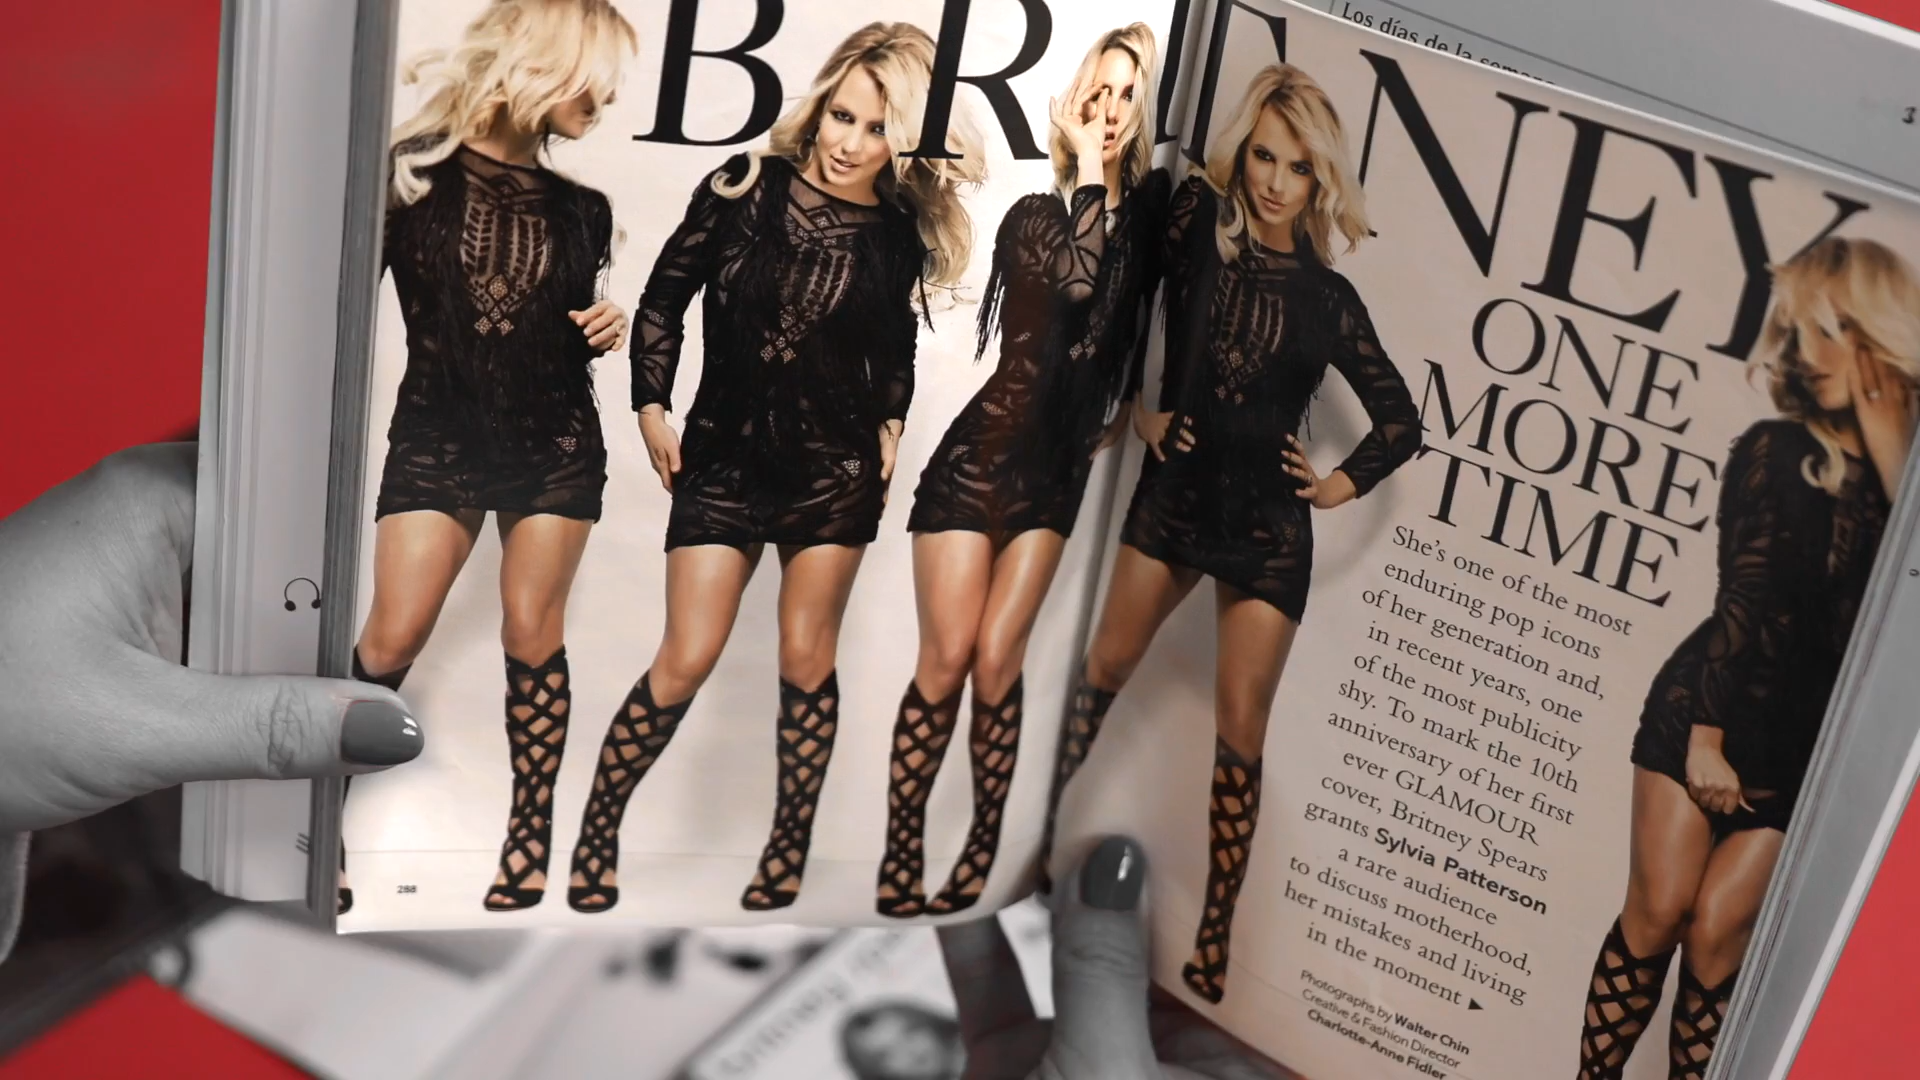 BRITNEY
ONE
MORE
TIME
She's one of the most
enduring pop icons
of her generation and,
in recent years, one
of the most publicity
shy. To mark the 10th
anniversary of her first
ever GLAMOUR
cover, Britney Spears
grants Sylvia Patterson
a rare audience
to discuss motherhood,
her mistakes and living
in the moment ▶
Photographs by Walter Chin
Creative & Fashion Director
Charlotte-Anne Fidler
288
Los días de la semana